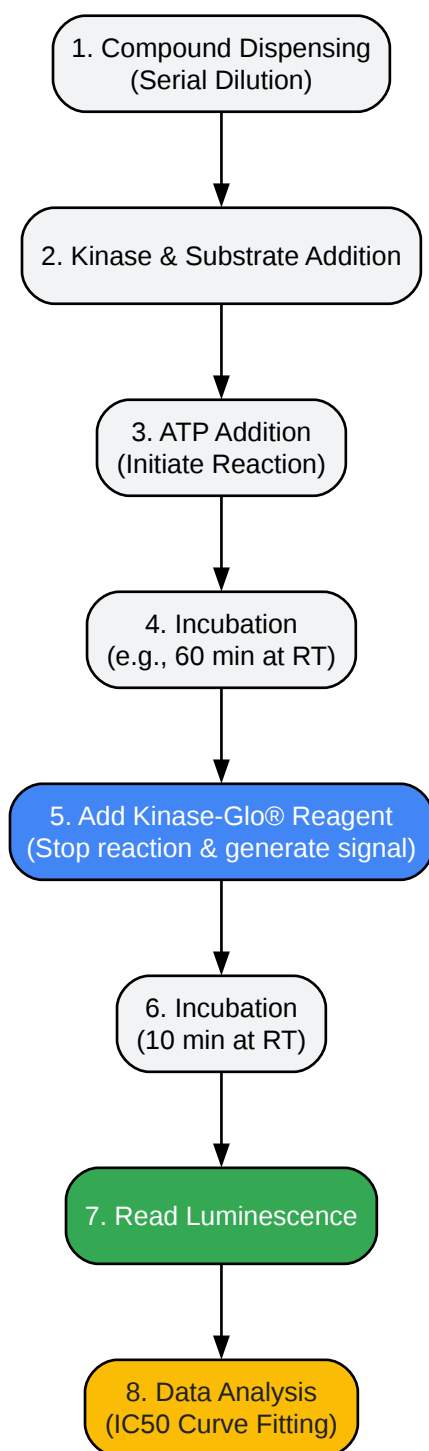 1. Compound Dispensing
(Serial Dilution)
2. Kinase & Substrate Addition
3. ATP Addition
(Initiate Reaction)
4. Incubation
(e.g., 60 min at RT)
5. Add Kinase-Glo® Reagent
(Stop reaction & generate signal)
6. Incubation
(10 min at RT)
7. Read Luminescence
8. Data Analysis
(IC50 Curve Fitting)